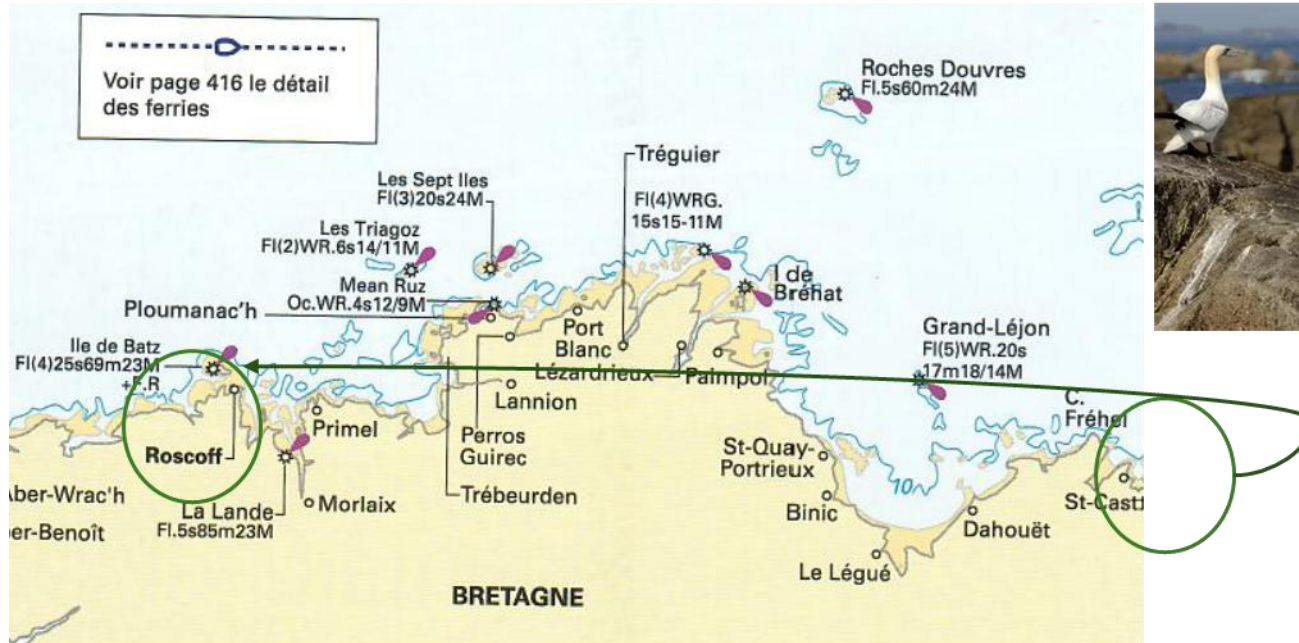 Voir page 416 le détail
des ferries
Roches Douvres
Fl.5s60m24M
Tréguier
Les Sept Iles
Fl(3)20s24M
Fl(4)WRG.
15s15-11M
Les Triagoz
Fl(2)WR.6s14/11M
Mean Ruz
Oc.WR.4s12/9M
I de
Bréhat
Ploumanac'h
Port
Blanc
Grand-Léjon
Fl(5)WR.20s
17m18/14M
Ile de Batz
Fl(4)25s69m23M
+F.R
Lézardrieux
Paimpol
Lannion
C.
Fréhel
Primel
Perros
Guirec
St-Quay-
Portrieux
Roscoff
10
Aber-Wrac'h
Trébeurden
St-Cast
La Lande
Fl.5s85m23M
Morlaix
Binic
Dahouët
er-Benoît
Le Légué
BRETAGNE